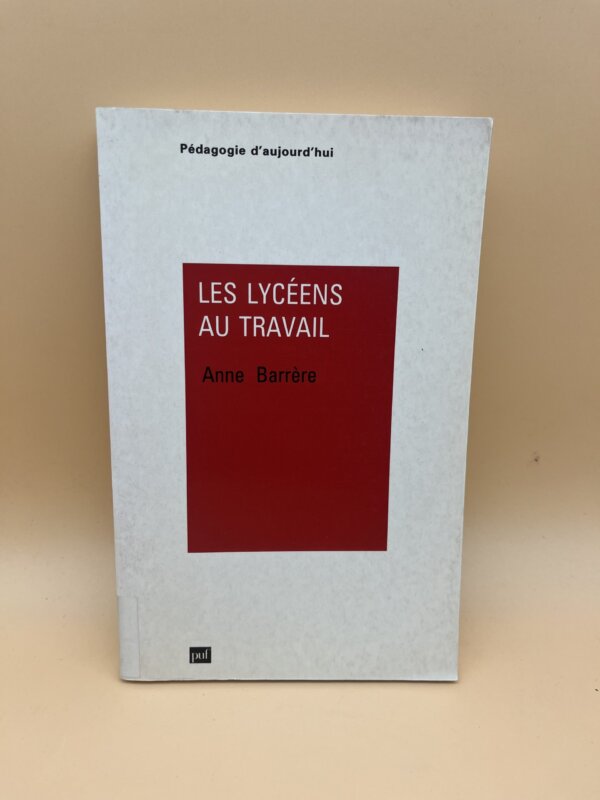 Pédagogie d'aujourd'hui
LES LYCÉENS
AU TRAVAIL
Anne Barrère
puf